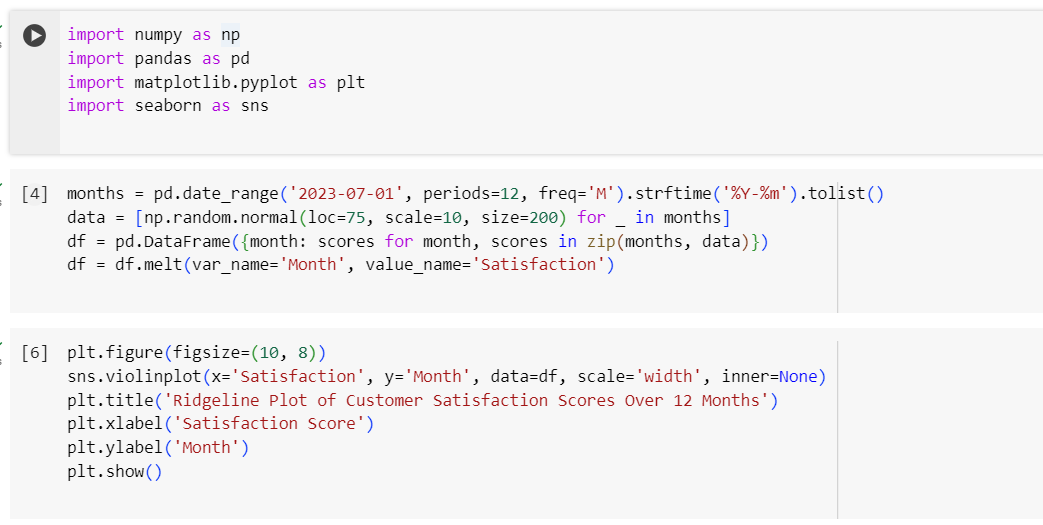 import numpy as np
import pandas as pd
import matplotlib.pyplot as plt
import seaborn as sns
[4] months = pd.date_range('2023-07-01', periods=12, freq='M').strftime('%Y-%m').tolist()
data = [np.random.normal(loc=75, scale=10, size=200) for _ in months]
df = pd.DataFrame({month: scores for month, scores in zip(months, data)})
df = df.melt(var_name='Month', value_name='Satisfaction')
[6] plt.figure(figsize=(10, 8))
sns.violinplot(x='Satisfaction', y='Month', data=df, scale='width', inner=None)
plt.title('Ridgeline Plot of Customer Satisfaction Scores Over 12 Months')
plt.xlabel('Satisfaction Score')
plt.ylabel('Month')
plt.show()